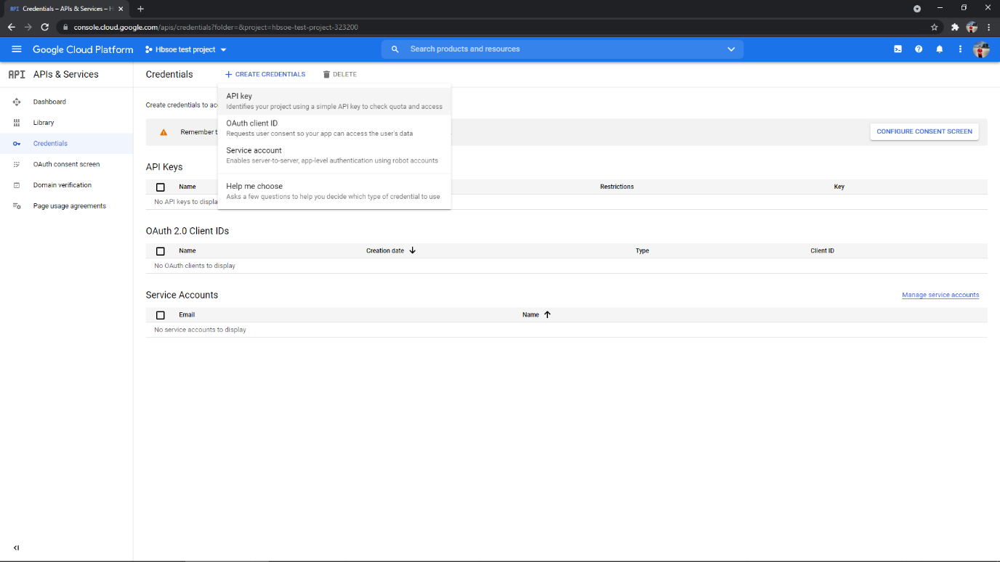 API Credentials – APIs & Services – H
console.cloud.google.com/apis/credentials?folder=&project=hbsoe-test-project-323200
Google Cloud Platform
Hbsoe test project
Search products and resources
API APIs & Services
Credentials
CREATE CREDENTIALS
DELETE
Dashboard
Library
Credentials
OAuth consent screen
Domain verification
Page usage agreements
Create credentials to acc
API key
Identifies your project using a simple API key to check quota and access
OAuth client ID
Requests user consent so your app can access the user's data
Service account
Enables server-to-server, app-level authentication using robot accounts
Help me choose
Asks a few questions to help you decide which type of credential to use
Remember t
CONFIGURE CONSENT SCREEN
API Keys
Name Restrictions Key
No API keys to displa
OAuth 2.0 Client IDs
Name Creation date Type Client ID
No OAuth clients to display
Service Accounts
Manage service accounts
Email Name
No service accounts to display